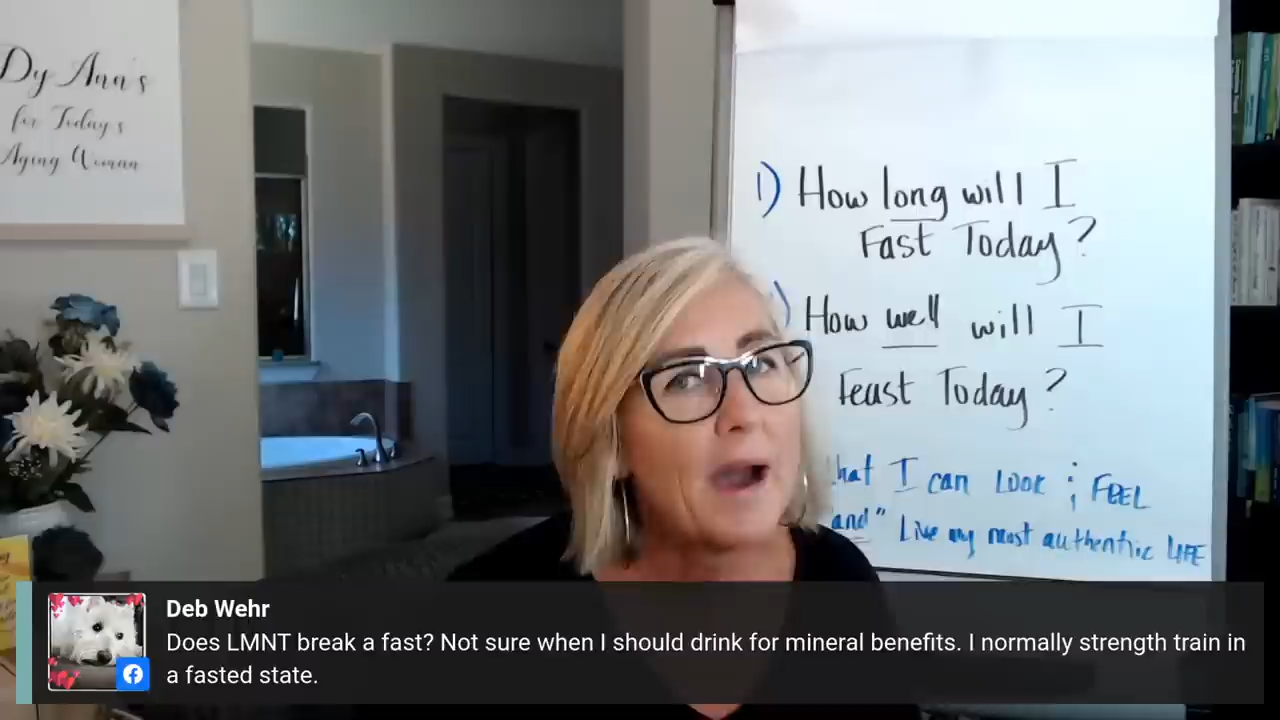 Dy Ann's
for Today's
Aging Woman
1) How long will I
Fast Today?
) How well will I
Feast Today?
I can Look ; FEEL
and" Live my most authentic LIFE
Deb Wehr
Does LMNT break a fast? Not sure when I should drink for mineral benefits. I normally strength train in
a fasted state.